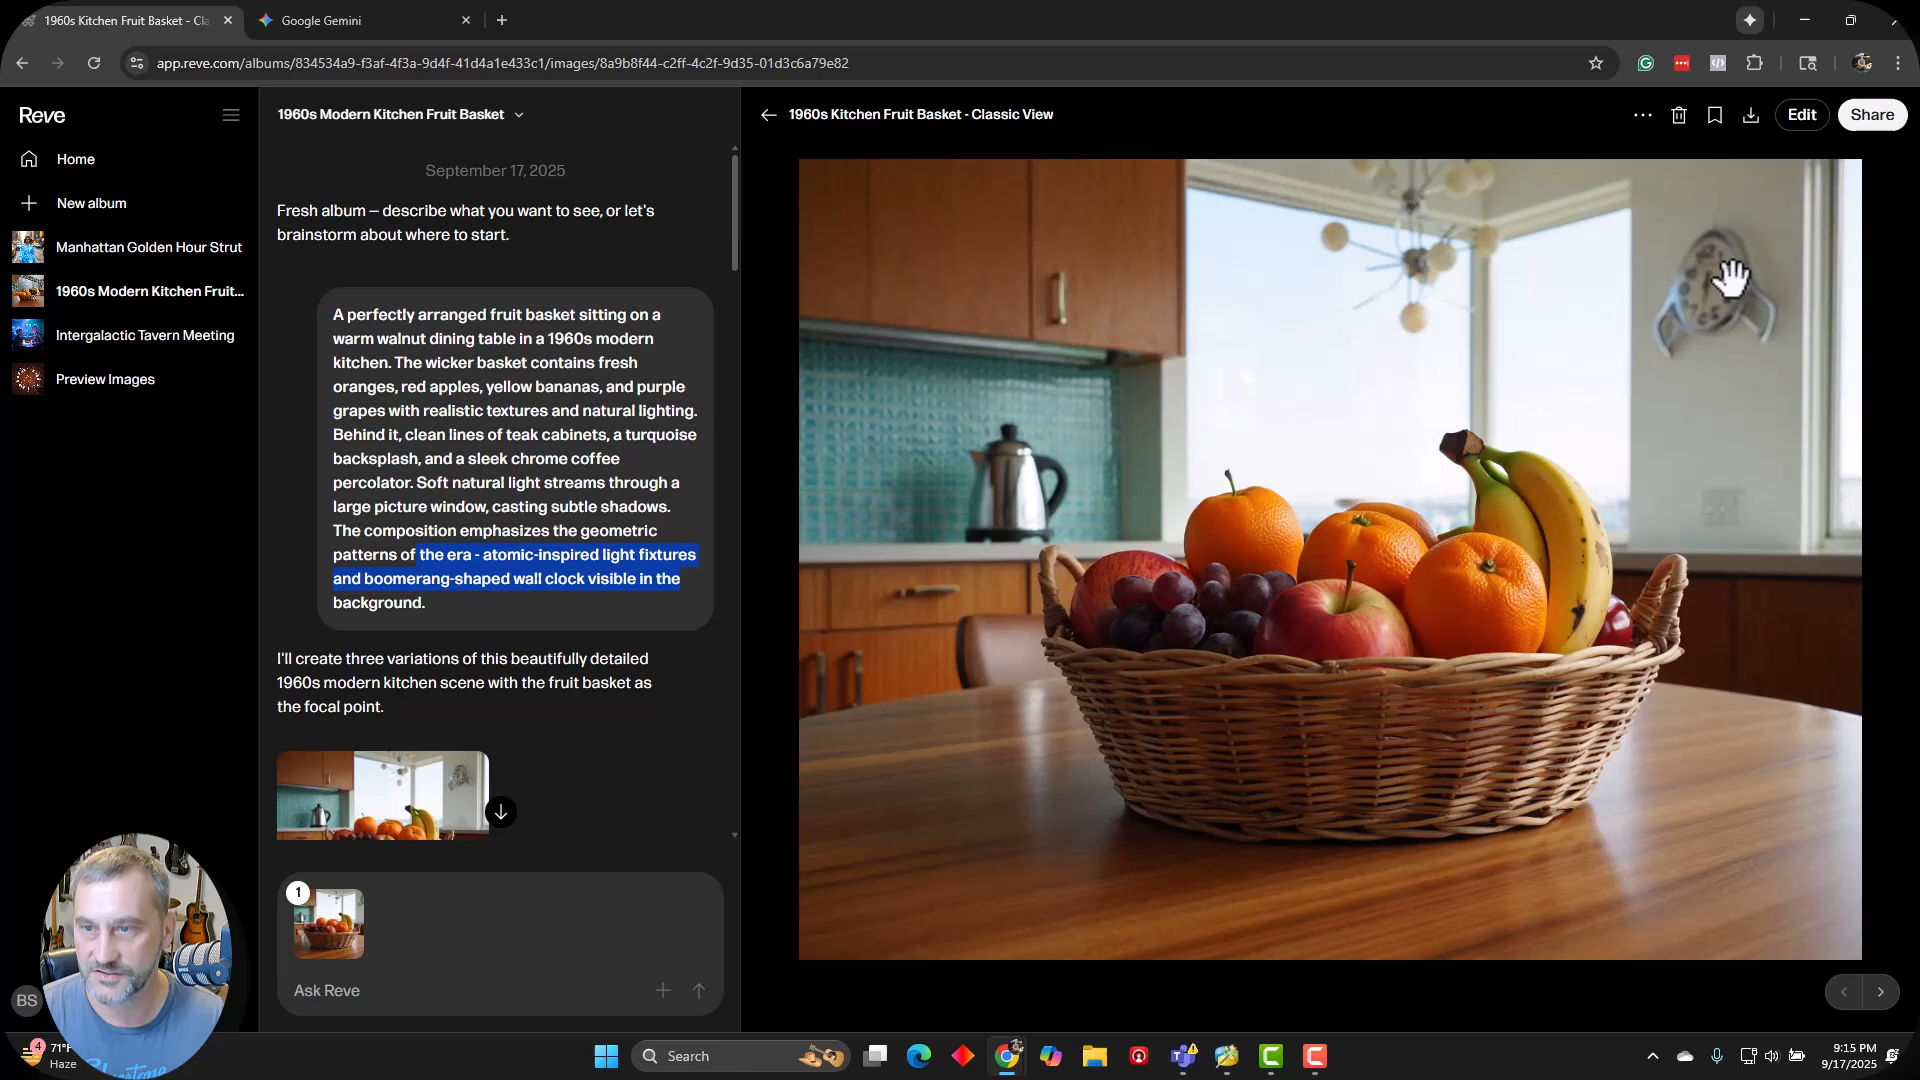 1960s Kitchen Fruit Basket - Cla
Google Gemini
app.reve.com/albums/834534a9-f3af-4f3a-9d4f-41d4a1e433c1/images/8a9b8f44-c2ff-4c2f-9d35-01d3c6a79e82
Reve
Home
New album
Manhattan Golden Hour Strut
1960s Modern Kitchen Fruit...
Intergalactic Tavern Meeting
Preview Images
BS
1960s Modern Kitchen Fruit Basket
September 17, 2025
Fresh album – describe what you want to see, or let's
brainstorm about where to start.
A perfectly arranged fruit basket sitting on a
warm walnut dining table in a 1960s modern
kitchen. The wicker basket contains fresh
oranges, red apples, yellow bananas, and purple
grapes with realistic textures and natural lighting.
Behind it, clean lines of teak cabinets, a turquoise
backsplash, and a sleek chrome coffee
percolator. Soft natural light streams through a
large picture window, casting subtle shadows.
The composition emphasizes the geometric
patterns of the era - atomic-inspired light fixtures
and boomerang-shaped wall clock visible in the
background.
I'll create three variations of this beautifully detailed
1960s modern kitchen scene with the fruit basket as
the focal point.
1
Ask Reve
1960s Kitchen Fruit Basket - Classic View
Edit
Share
4
71°F
Haze
Search
9:15 PM
9/17/2025